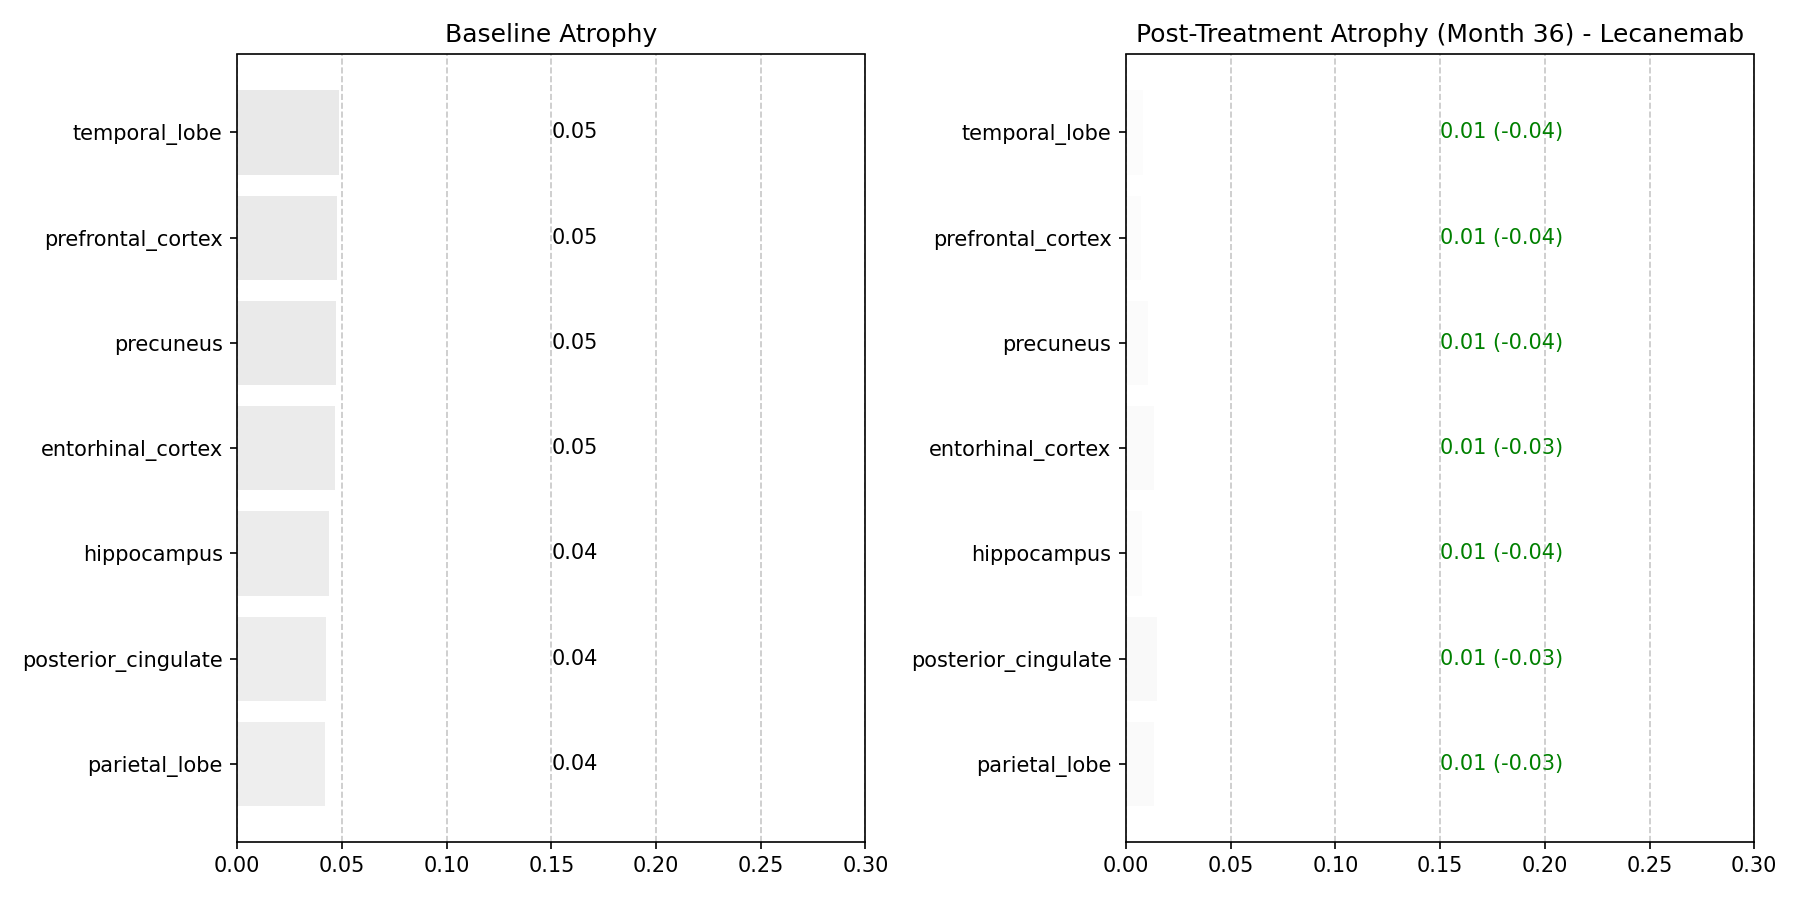 Baseline Atrophy
temporal_lobe
0.05
prefrontal_cortex
0.05
precuneus
0.05
entorhinal_cortex
0.05
hippocampus
0.04
posterior_cingulate
0.04
parietal_lobe
0.04
0.00 0.05 0.10 0.15 0.20 0.25 0.30
Post-Treatment Atrophy (Month 36) - Lecanemab
temporal_lobe
0.01 (-0.04)
prefrontal_cortex
0.01 (-0.04)
precuneus
0.01 (-0.04)
entorhinal_cortex
0.01 (-0.03)
hippocampus
0.01 (-0.04)
posterior_cingulate
0.01 (-0.03)
parietal_lobe
0.01 (-0.03)
0.00 0.05 0.10 0.15 0.20 0.25 0.30